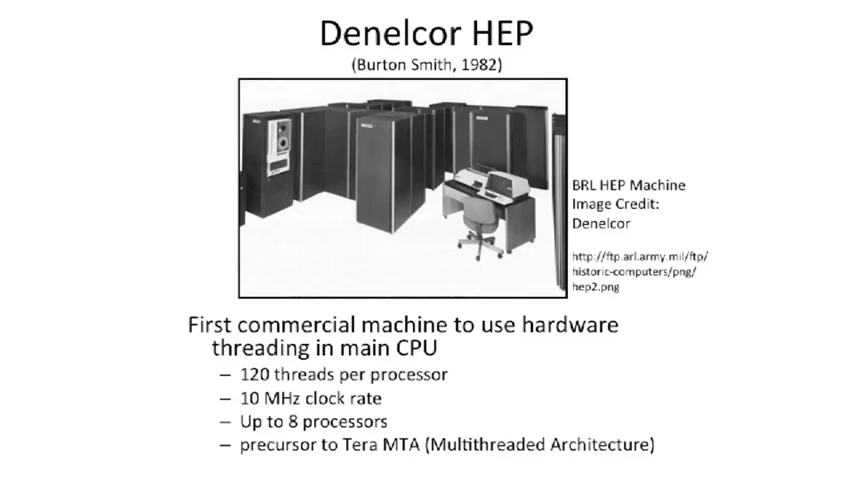 Denelcor HEP
(Burton Smith, 1982)
BRL HEP Machine
Image Credit:
Denelcor
http://ftp.arl.army.mil/ftp/
historic-computers/png/
hep2.png
First commercial machine to use hardware
threading in main CPU
– 120 threads per processor
– 10 MHz clock rate
– Up to 8 processors
– precursor to Tera MTA (Multithreaded Architecture)